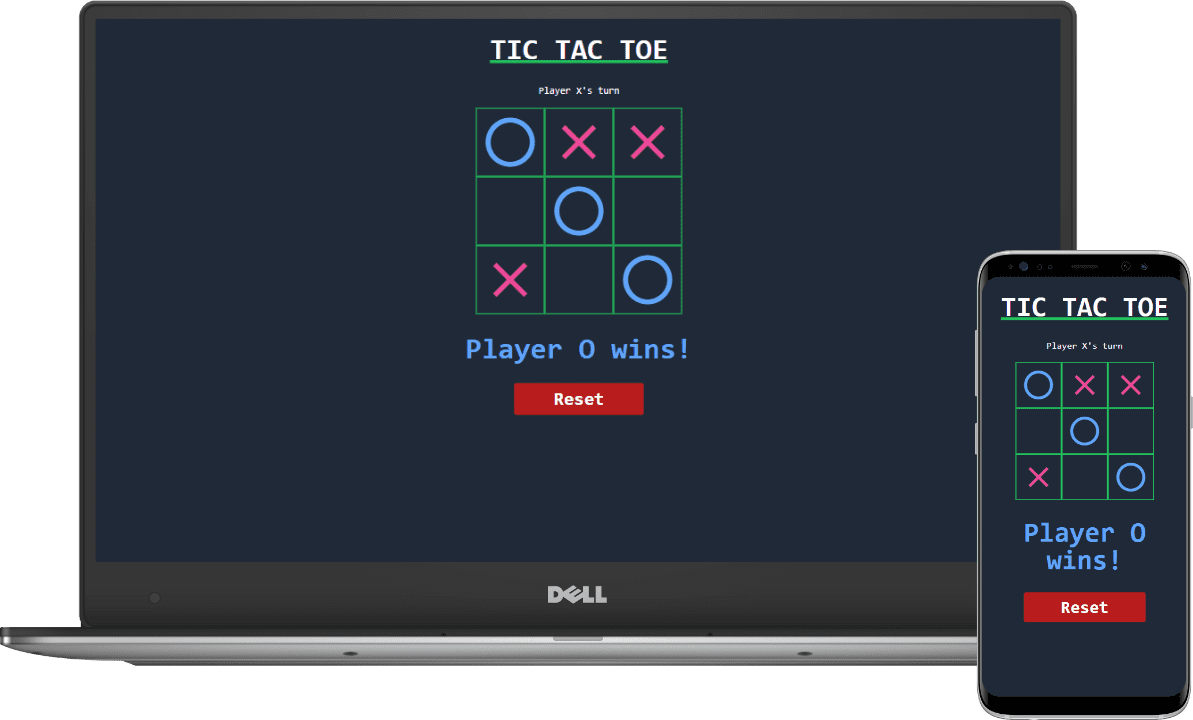 TIC TAC TOE
Player X's turn
Player O wins!
Reset
DELL
TIC TAC TOE
Player X's turn
Player O
wins!
Reset